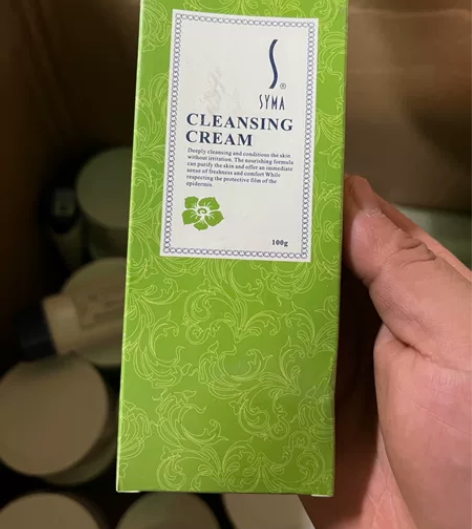 S®
SYMA
CLEANSING
CREAM
Deeply cleansing and conditions the skin
without irritation. The nourishing formula
can purify the skin and offer an immediate
sense of freshness and comfort While
respecting the protective film of the
epidermis.
100g